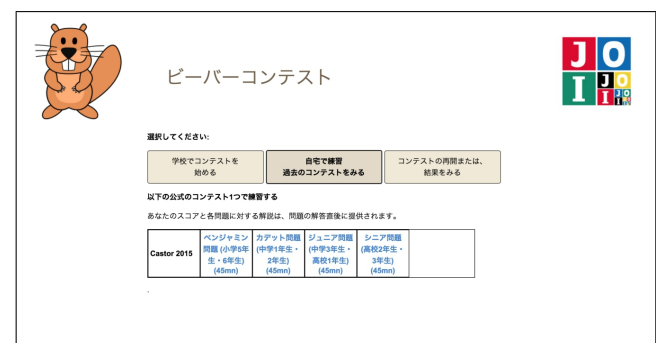 ビーバーコンテスト
J O
I J O
I J O
I
選択してください:
学校でコンテストを
始める
自宅で練習
過去のコンテストをみる
コンテストの再開または、
結果をみる
以下の公式のコンテスト1つで練習する
あなたのスコアと各問題に対する解説は、問題の解答直後に提供されます。
Castor 2015
ベンジャミン
問題 (小学5年
生・6年生)
(45mn)
カデット問題
(中学1年生・
2年生)
(45mn)
ジュニア問題
(中学3年生・
高校1年生)
(45mn)
シニア問題
(高校2年生・
3年生)
(45mn)
.